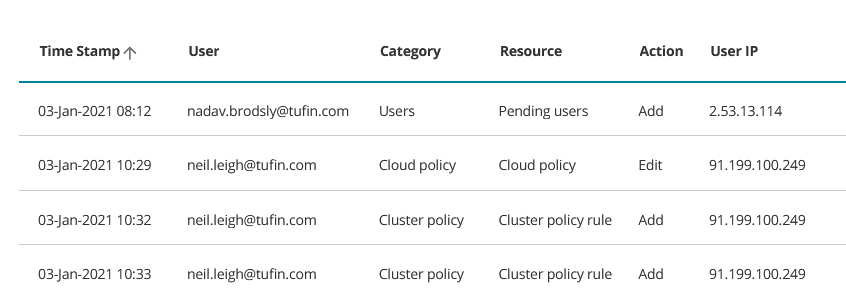 Time Stamp User Category Resource Action User IP
03-Jan-2021 08:12 nadav.brodsly@tufin.com Users Pending users Add 2.53.13.114
03-Jan-2021 10:29 neil.leigh@tufin.com Cloud policy Cloud policy Edit 91.199.100.249
03-Jan-2021 10:32 neil.leigh@tufin.com Cluster policy Cluster policy rule Add 91.199.100.249
03-Jan-2021 10:33 neil.leigh@tufin.com Cluster policy Cluster policy rule Add 91.199.100.249